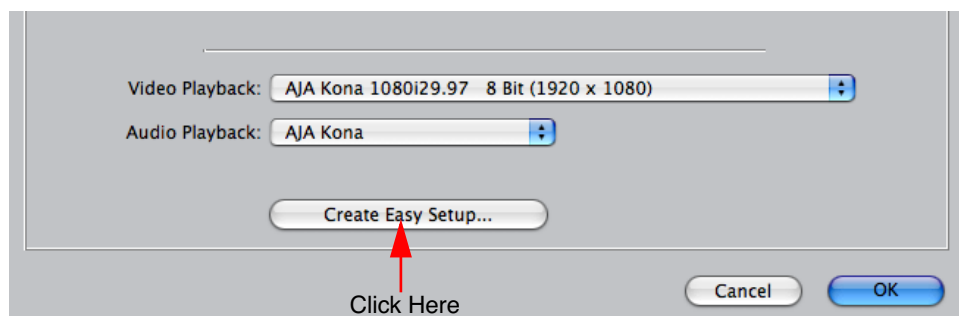 Video Playback: AJA Kona 1080i29.97 8 Bit (1920 x 1080)
Audio Playback: AJA Kona
Create Easy Setup...
Cancel OK
Click Here